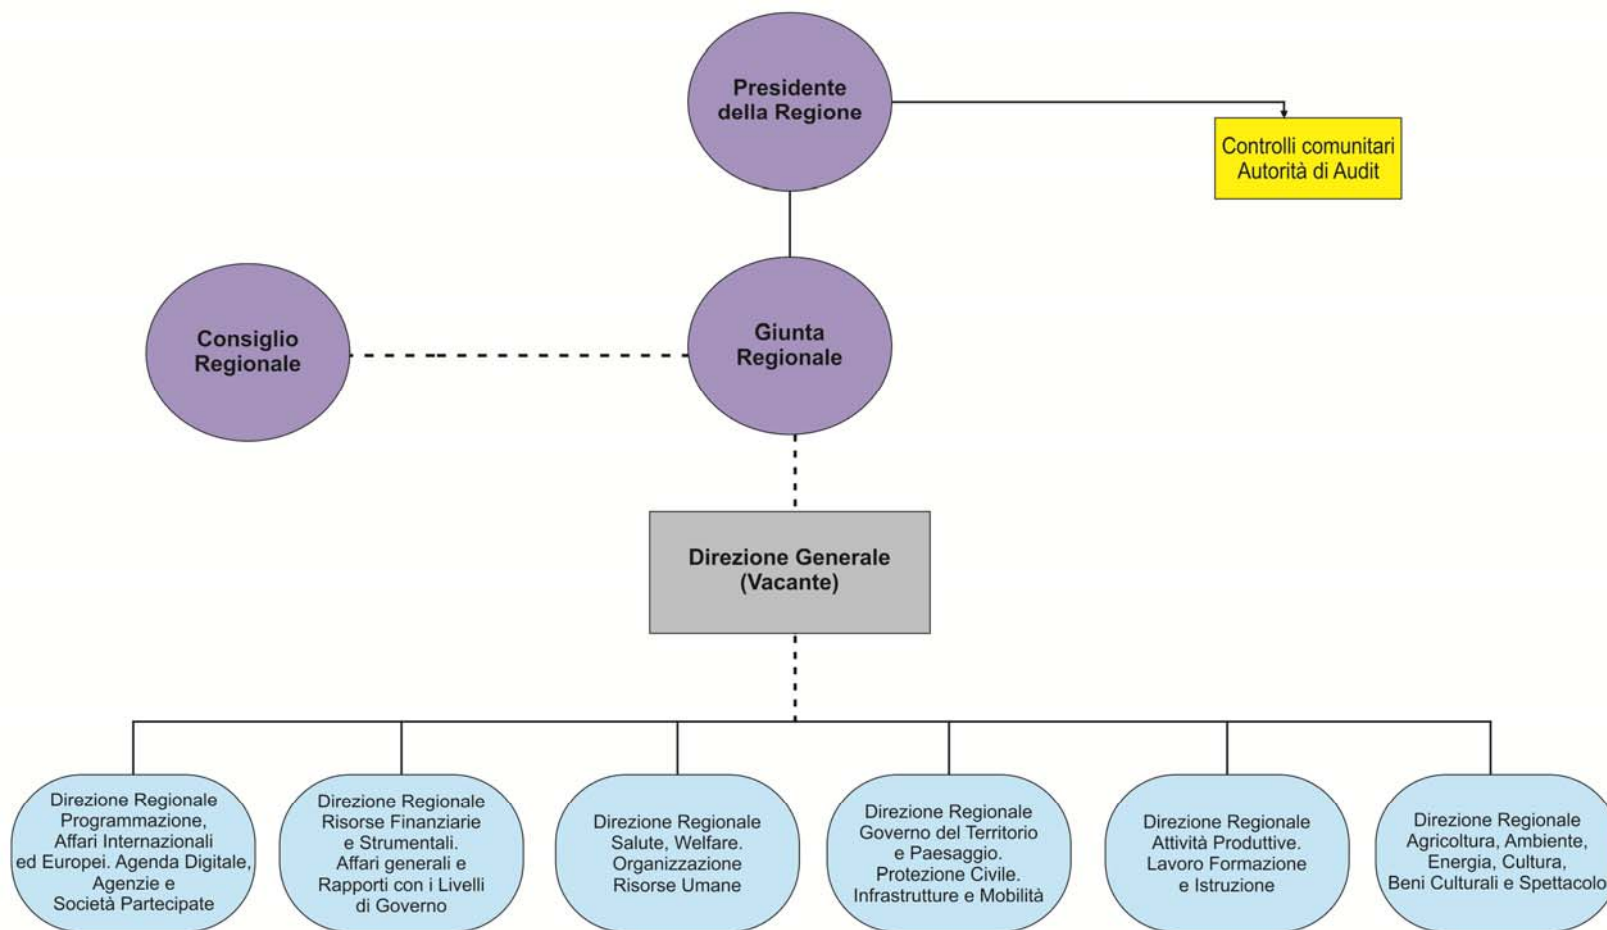 Presidente
della Regione
Controlli comunitari
Autorità di Audit
Consiglio
Regionale
Giunta
Regionale
Direzione Generale
(Vacante)
Direzione Regionale
Programmazione,
Affari Internazionali
ed Europei. Agenda Digitale,
Agenzie e
Società Partecipate
Direzione Regionale
Risorse Finanziarie
e Strumentali.
Affari generali e
Rapporti con i Livelli
di Governo
Direzione Regionale
Salute, Welfare.
Organizzazione
Risorse Umane
Direzione Regionale
Governo del Territorio
e Paesaggio.
Protezione Civile.
Infrastrutture e Mobilità
Direzione Regionale
Attività Produttive.
Lavoro Formazione
e Istruzione
Direzione Regionale
Agricoltura, Ambiente,
Energia, Cultura,
Beni Culturali e Spettacolo